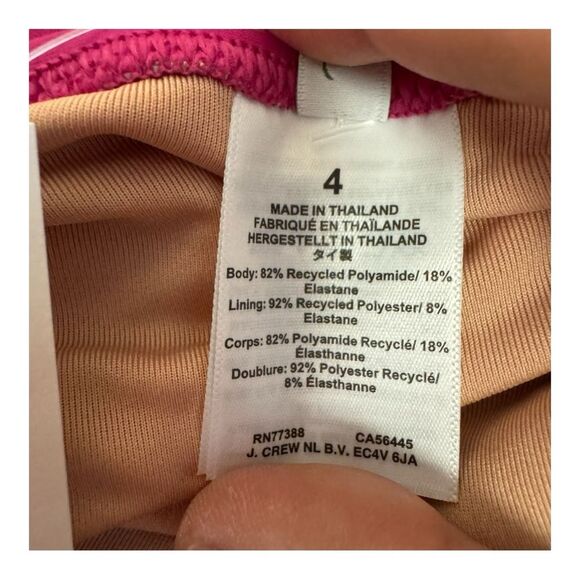 4
MADE IN THAILAND
FABRIQUÉ EN THAÏLANDE
HERGESTELLT IN THAILAND
タイ製
Body: 82% Recycled Polyamide/ 18%
Elastane
Lining: 92% Recycled Polyester/ 8%
Elastane
Corps: 82% Polyamide Recyclé/ 18%
Élasthanne
Doublure: 92% Polyester Recyclé/
8% Élasthanne
RN77388 CA56445
J. CREW NL B.V. EC4V 6JA